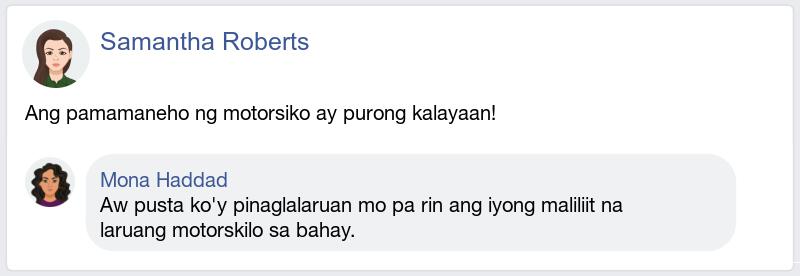 Samantha Roberts
Ang pamamaneho ng motorsiko ay purong kalayaan!
Mona Haddad
Aw pusta ko'y pinaglalaruan mo pa rin ang iyong maliliit na
laruang motorskilo sa bahay.